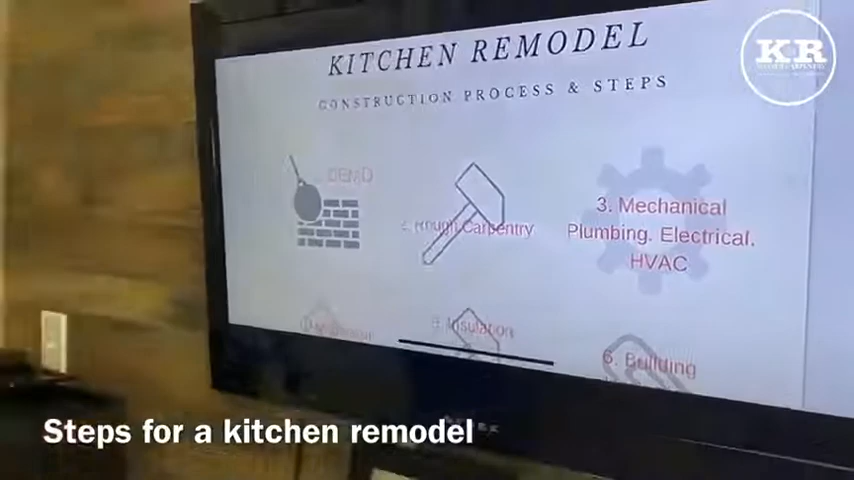 KITCHEN REMODEL
CONSTRUCTION PROCESS & STEPS
KR
DEMO
Rough Carpentry
3. Mechanical
Plumbing. Electrical.
HVAC
Insulation
6. Building
Steps for a kitchen remodel